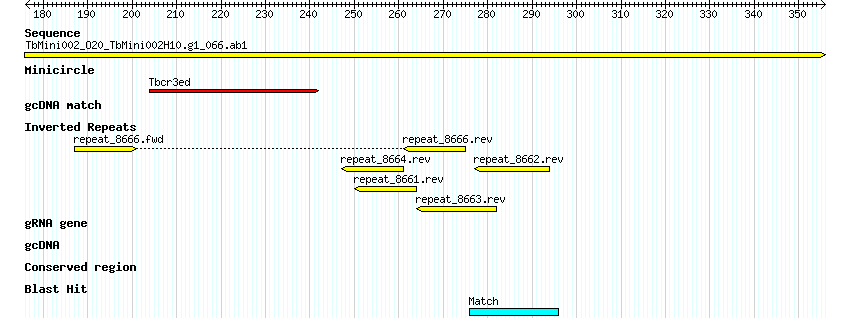 180 190 200 210 220 230 240 250 260 270 280 290 300 310 320 330 340 350
Sequence
TbMini002_O20_TbMini002H10.g1_066.ab1
Minicircle
Tbcr3ed
gcDNA match
Inverted Repeats
repeat_8666.fwd repeat_8666.rev
repeat_8664.rev repeat_8662.rev
repeat_8661.rev
repeat_8663.rev
gRNA gene
gcDNA
Conserved region
Blast Hit
Match